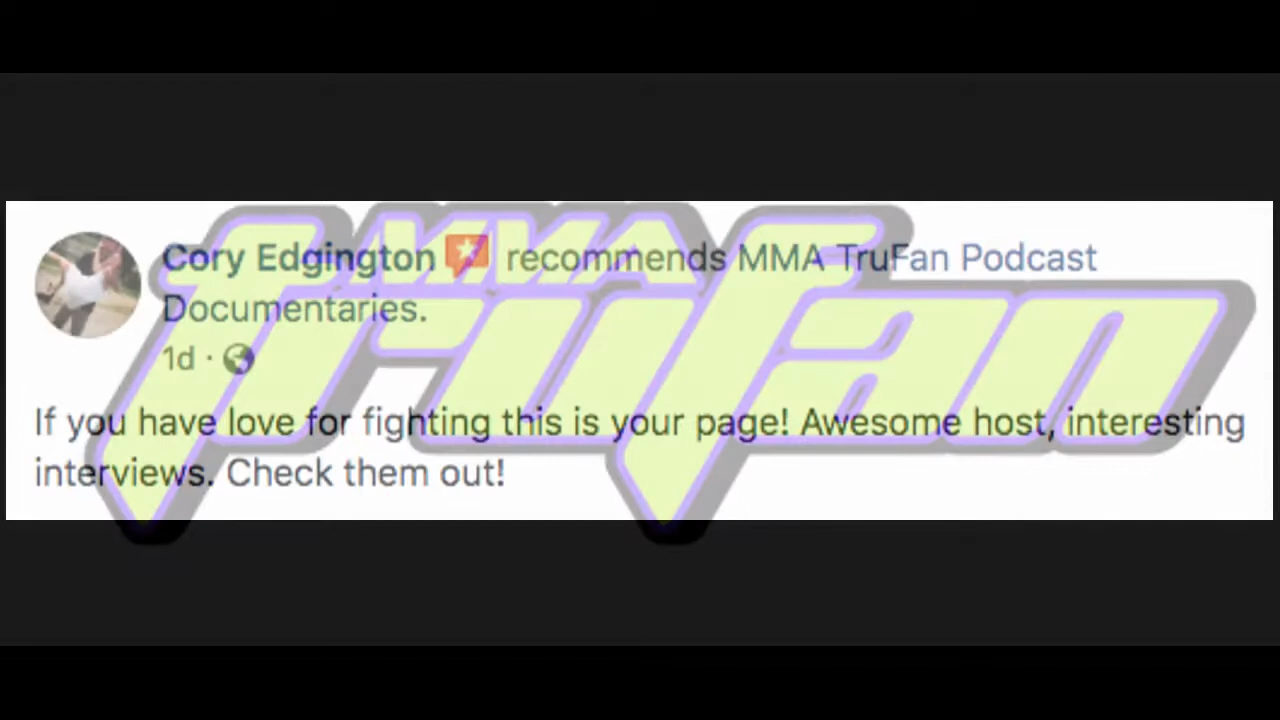 MMA
TruFan
Cory Edgington recommends MMA TruFan Podcast
Documentaries.
1d ·
If you have love for fighting this is your page! Awesome host, interesting
interviews. Check them out!